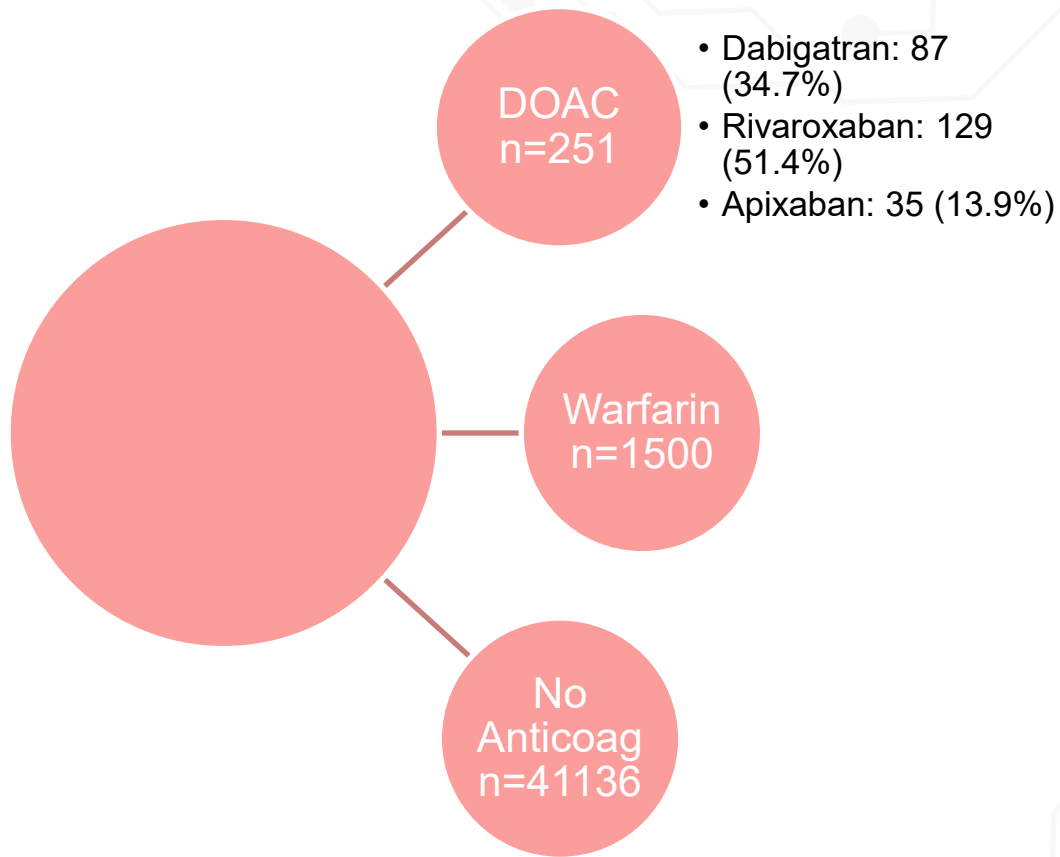 DOAC
n=251
• Dabigatran: 87
(34.7%)
• Rivaroxaban: 129
(51.4%)
• Apixaban: 35 (13.9%)
Warfarin
n=1500
No
Anticoag
n=41136